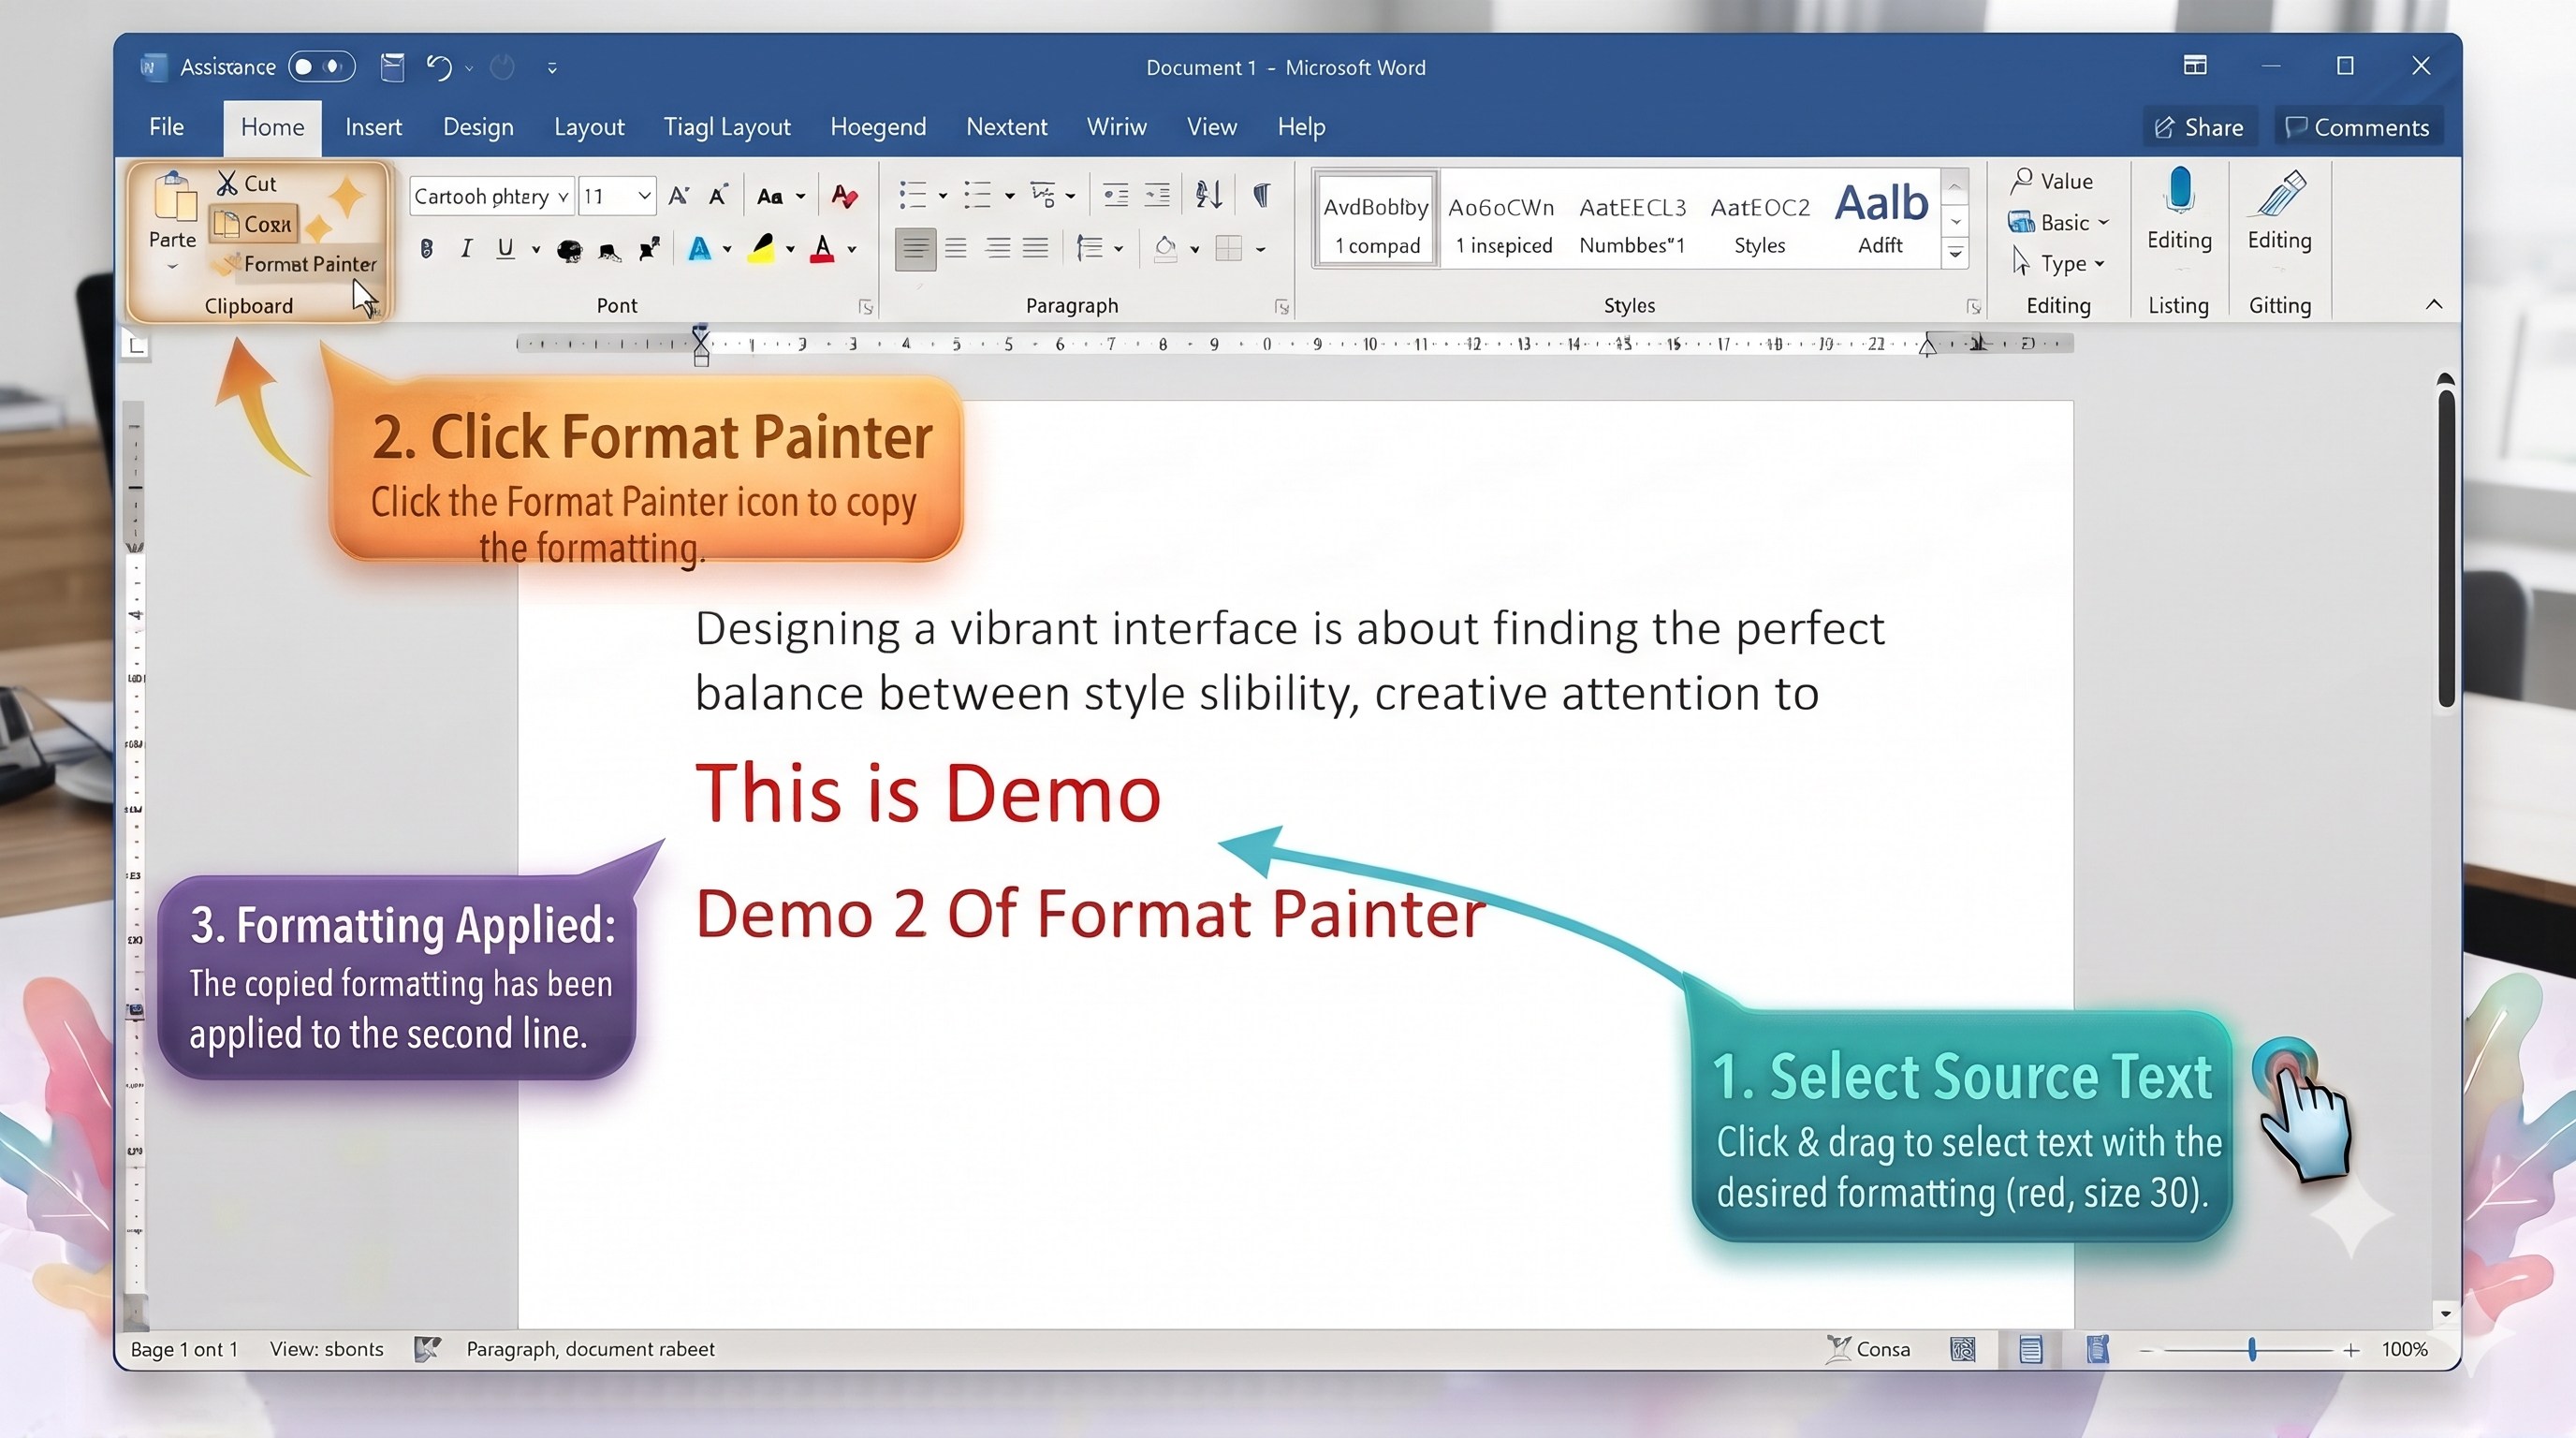 Assistance
Document 1 - Microsoft Word
File Home Insert Design Layout Tiagl Layout Hoegend Nextent Wiriw View Help
Share Comments
Parte
Cut
Format Painter
Clipboard
Cartooh ghtery 11
Aa
B I U
A A
Pont
Paragraph
AvdBobloy Ao6oCWn AatEECL3 AatEOC2 Aalb
1 compad 1 insepiced Numbbes"1 Styles Adift
Styles
Value
Basic
Type
Editing
Editing
Listing
Editing
Gitting
2. Click Format Painter
Click the Format Painter icon to copy
the formatting.
Designing a vibrant interface is about finding the perfect
balance between style slibility, creative attention to
This is Demo
Demo 2 Of Format Painter
3. Formatting Applied:
The copied formatting has been
applied to the second line.
1. Select Source Text
Click & drag to select text with the
desired formatting (red, size 30).
Bage 1 ont 1 View: sbonts Paragraph, document rabeet
Consa
100%